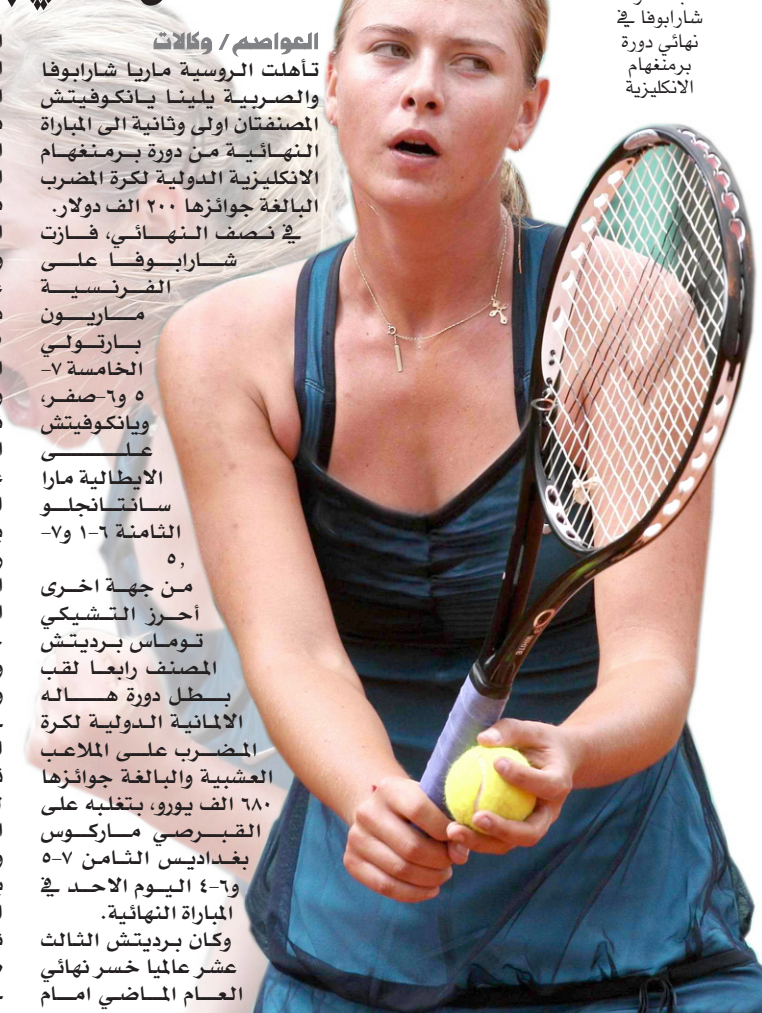 شارابوفا في
نهائي دورة
برمنغهام
الانكليزية
العواصم / وكالات
تأهلت الروسية ماريا شارابوفا
والصربية يلينا يانكوفيتش
المصنفتان اولى وثانية الى المباراة
النهائية من دورة برمنغهام
الانكليزية الدولية لكرة المضرب
البالغة جوائزها ٢٠٠ الف دولار.
في نصف النهائي، فازت
شارابوفا على
الفرنسية
ماريون
بارتولي
الخامسة ٧-
٥ و٦-صفر،
ويانكوفيتش
على
الايطالية مارا
سانتانجلو
الثامنة ٦-١ و٧-
٥,
من جهة اخرى
أحرز التشيكي
توماس برديتش
المصنف رابعا لقب
بطل دورة هاله
الالمانية الدولية لكرة
المضرب على الملاعب
العشبية والبالغة جوائزها
٦٨٠ الف يورو، بتغلبه على
القبرصي ماركوس
بغداديس الثامن ٧-٥
و٦-٤ اليوم الاحد في
المباراة النهائية.
وكان برديتش الثالث
عشر عالميا خسر نهائي
العام الماضي امام